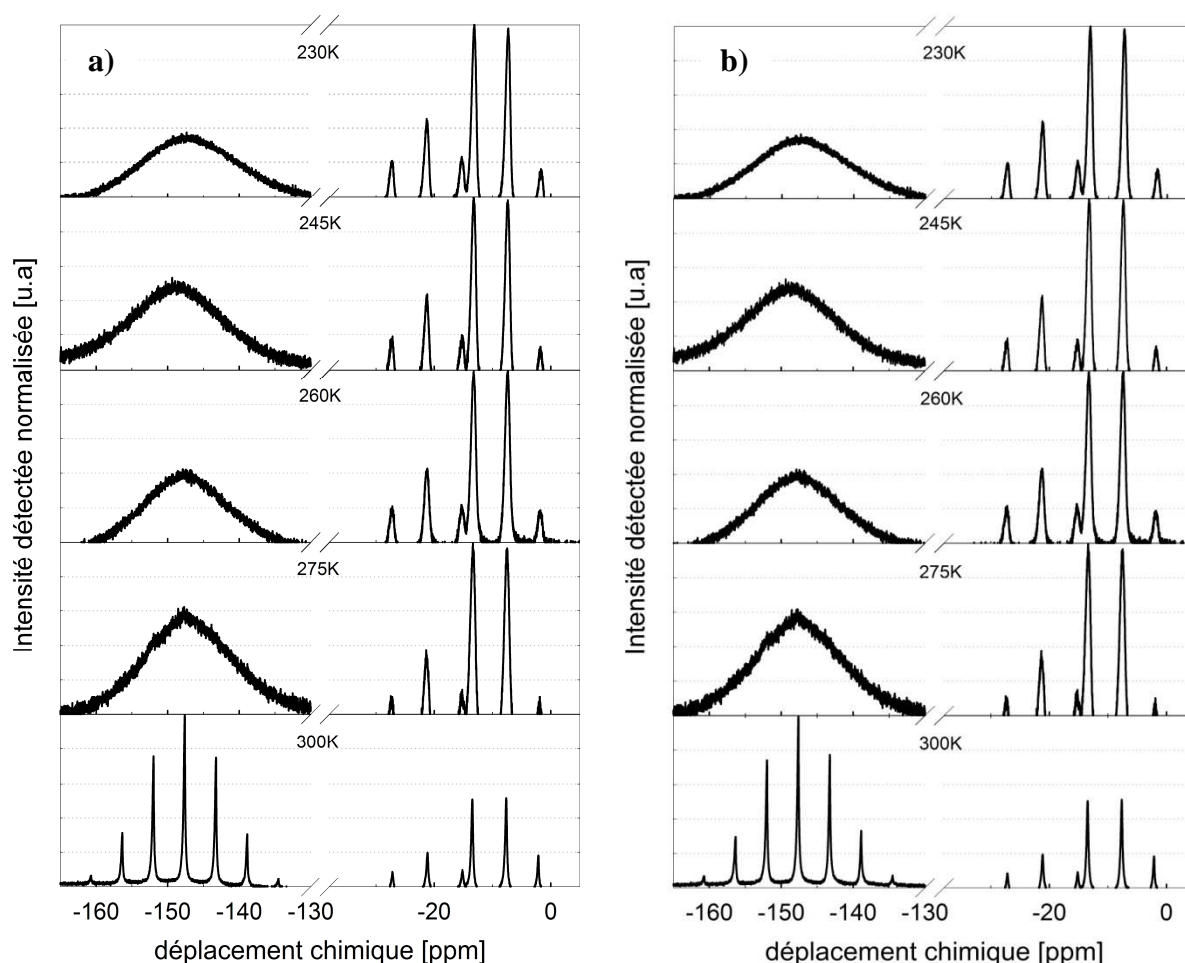 a)
230K
245K
260K
275K
300K
Intensité détectée normalisée [u.a]
-160 -150 -140 -130 -20 0
déplacement chimique [ppm]
b)
230K
245K
260K
275K
300K
Intensité détectée normalisée [u.a]
-160 -150 -140 -130 -20 0
déplacement chimique [ppm]